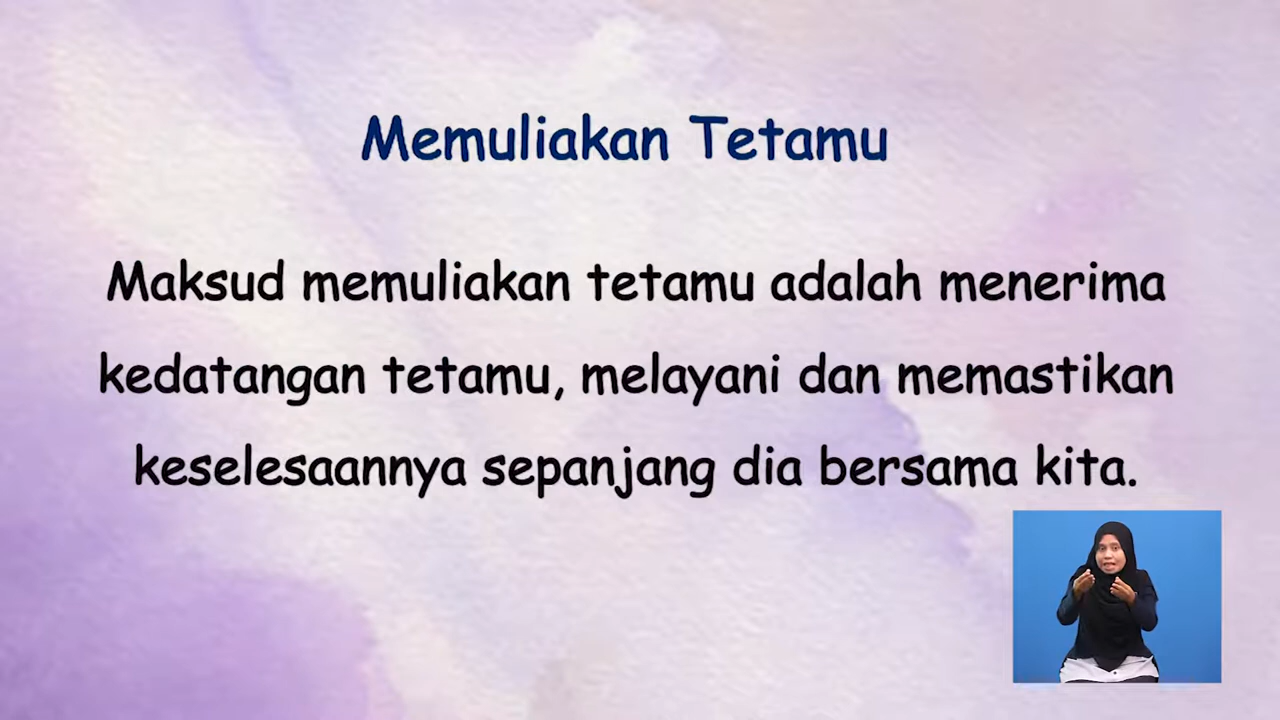 Memuliakan Tetamu
Maksud memuliakan tetamu adalah menerima
kedatangan tetamu, melayani dan memastikan
keselesaannya sepanjang dia bersama kita.